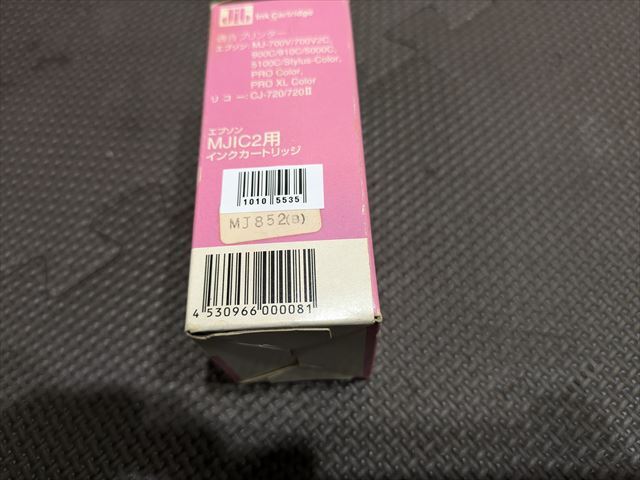 Jit
Ink Cartridge
適合プリンター
エプソン: MJ-700V/700V2C,
800C/910C/5000C,
5100C/Stylus-Color,
PRO Color,
PRO XL Color
リコー: CJ-720/720II
エプソン
MJIC2用
インクカートリッジ
1010 5535
MJ852(B)
4 530966 000081